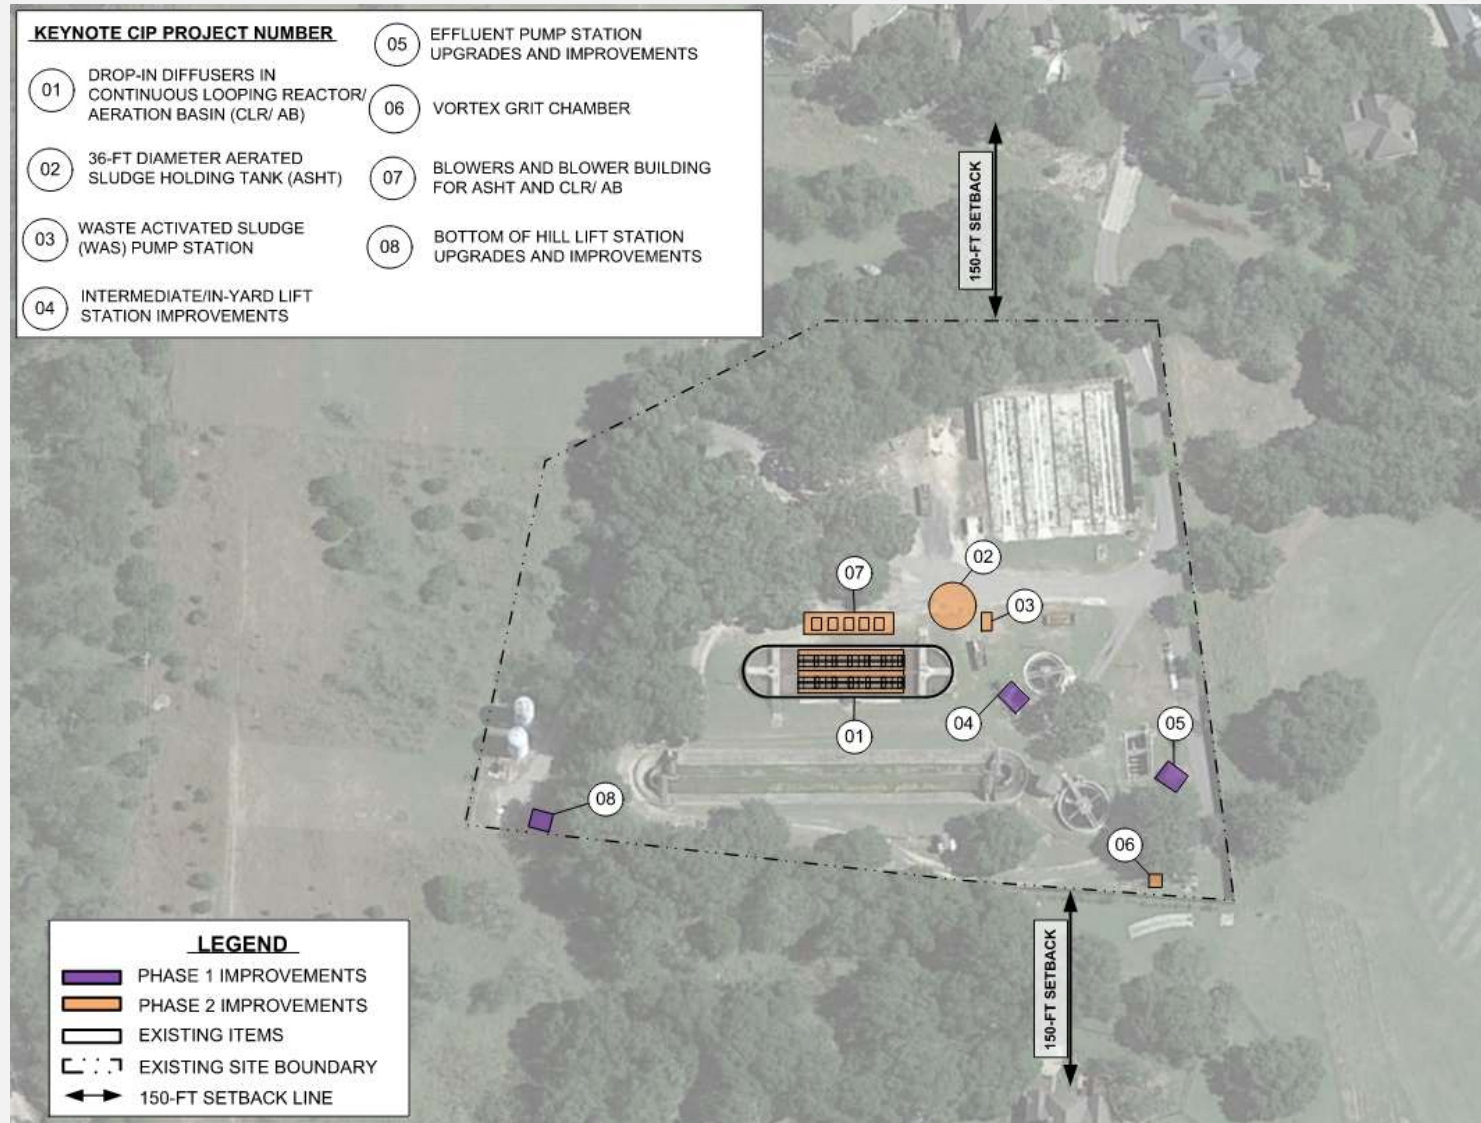 KEYNOTE CIP PROJECT NUMBER
01
DROP-IN DIFFUSERS IN
CONTINUOUS LOOPING REACTOR/
AERATION BASIN (CLR/ AB)
02
36-FT DIAMETER AERATED
SLUDGE HOLDING TANK (ASHT)
03
WASTE ACTIVATED SLUDGE
(WAS) PUMP STATION
04
INTERMEDIATE/IN-YARD LIFT
STATION IMPROVEMENTS
05
EFFLUENT PUMP STATION
UPGRADES AND IMPROVEMENTS
06
VORTEX GRIT CHAMBER
07
BLOWERS AND BLOWER BUILDING
FOR ASHT AND CLR/ AB
08
BOTTOM OF HILL LIFT STATION
UPGRADES AND IMPROVEMENTS
150-FT SETBACK
02
07
03
04
05
01
08
06
150-FT SETBACK
LEGEND
PHASE 1 IMPROVEMENTS
PHASE 2 IMPROVEMENTS
EXISTING ITEMS
EXISTING SITE BOUNDARY
150-FT SETBACK LINE